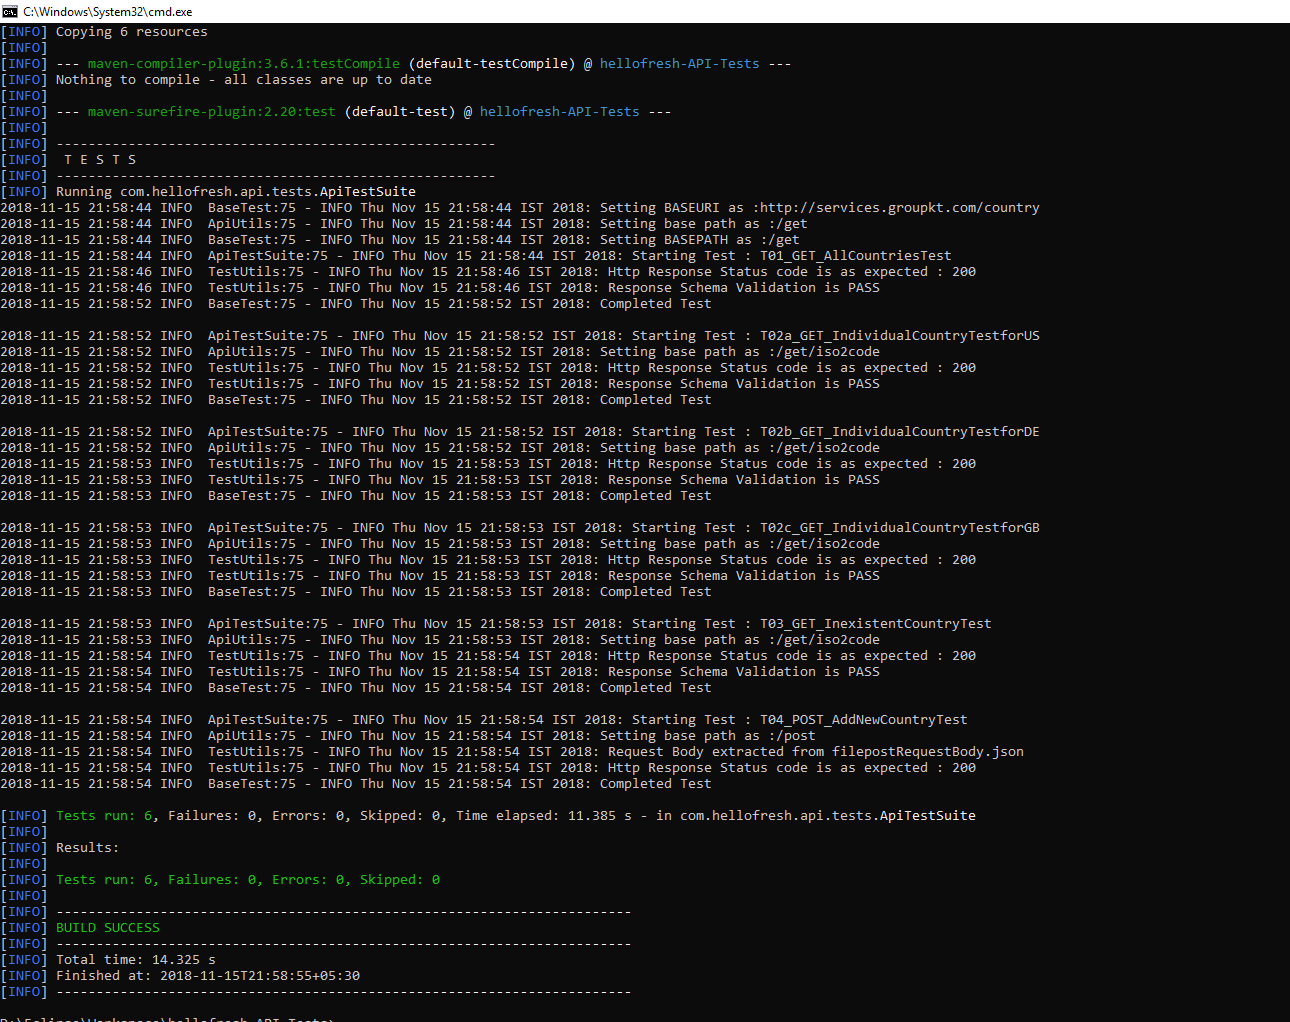 C:\Windows\System32\cmd.exe
[INFO] Copying 6 resources
[INFO]
[INFO] --- maven-compiler-plugin:3.6.1:testCompile (default-testCompile) @ hellofresh-API-Tests ---
[INFO] Nothing to compile - all classes are up to date
[INFO]
[INFO] --- maven-surefire-plugin:2.20:test (default-test) @ hellofresh-API-Tests ---
[INFO]
[INFO] -------------------------------------------------------
[INFO]  T E S T S
[INFO] -------------------------------------------------------
[INFO] Running com.hellofresh.api.tests.ApiTestSuite
2018-11-15 21:58:44 INFO  BaseTest:75 - INFO Thu Nov 15 21:58:44 IST 2018: Setting BASEURI as :http://services.groupkt.com/country
2018-11-15 21:58:44 INFO  ApiUtils:75 - INFO Thu Nov 15 21:58:44 IST 2018: Setting base path as :/get
2018-11-15 21:58:44 INFO  BaseTest:75 - INFO Thu Nov 15 21:58:44 IST 2018: Setting BASEPATH as :/get
2018-11-15 21:58:44 INFO  ApiTestSuite:75 - INFO Thu Nov 15 21:58:44 IST 2018: Starting Test : T01_GET_AllCountriesTest
2018-11-15 21:58:46 INFO  TestUtils:75 - INFO Thu Nov 15 21:58:46 IST 2018: Http Response Status code is as expected : 200
2018-11-15 21:58:46 INFO  TestUtils:75 - INFO Thu Nov 15 21:58:46 IST 2018: Response Schema Validation is PASS
2018-11-15 21:58:52 INFO  BaseTest:75 - INFO Thu Nov 15 21:58:52 IST 2018: Completed Test
2018-11-15 21:58:52 INFO  ApiTestSuite:75 - INFO Thu Nov 15 21:58:52 IST 2018: Starting Test : T02a_GET_IndividualCountryTestforUS
2018-11-15 21:58:52 INFO  ApiUtils:75 - INFO Thu Nov 15 21:58:52 IST 2018: Setting base path as :/get/iso2code
2018-11-15 21:58:52 INFO  TestUtils:75 - INFO Thu Nov 15 21:58:52 IST 2018: Http Response Status code is as expected : 200
2018-11-15 21:58:52 INFO  TestUtils:75 - INFO Thu Nov 15 21:58:52 IST 2018: Response Schema Validation is PASS
2018-11-15 21:58:52 INFO  BaseTest:75 - INFO Thu Nov 15 21:58:52 IST 2018: Completed Test
2018-11-15 21:58:52 INFO  ApiTestSuite:75 - INFO Thu Nov 15 21:58:52 IST 2018: Starting Test : T02b_GET_IndividualCountryTestforDE
2018-11-15 21:58:52 INFO  ApiUtils:75 - INFO Thu Nov 15 21:58:52 IST 2018: Setting base path as :/get/iso2code
2018-11-15 21:58:53 INFO  TestUtils:75 - INFO Thu Nov 15 21:58:53 IST 2018: Http Response Status code is as expected : 200
2018-11-15 21:58:53 INFO  TestUtils:75 - INFO Thu Nov 15 21:58:53 IST 2018: Response Schema Validation is PASS
2018-11-15 21:58:53 INFO  BaseTest:75 - INFO Thu Nov 15 21:58:53 IST 2018: Completed Test
2018-11-15 21:58:53 INFO  ApiTestSuite:75 - INFO Thu Nov 15 21:58:53 IST 2018: Starting Test : T02c_GET_IndividualCountryTestforGB
2018-11-15 21:58:53 INFO  ApiUtils:75 - INFO Thu Nov 15 21:58:53 IST 2018: Setting base path as :/get/iso2code
2018-11-15 21:58:53 INFO  TestUtils:75 - INFO Thu Nov 15 21:58:53 IST 2018: Http Response Status code is as expected : 200
2018-11-15 21:58:53 INFO  TestUtils:75 - INFO Thu Nov 15 21:58:53 IST 2018: Response Schema Validation is PASS
2018-11-15 21:58:53 INFO  BaseTest:75 - INFO Thu Nov 15 21:58:53 IST 2018: Completed Test
2018-11-15 21:58:53 INFO  ApiTestSuite:75 - INFO Thu Nov 15 21:58:53 IST 2018: Starting Test : T03_GET_InexistentCountryTest
2018-11-15 21:58:53 INFO  ApiUtils:75 - INFO Thu Nov 15 21:58:53 IST 2018: Setting base path as :/get/iso2code
2018-11-15 21:58:54 INFO  TestUtils:75 - INFO Thu Nov 15 21:58:54 IST 2018: Http Response Status code is as expected : 200
2018-11-15 21:58:54 INFO  TestUtils:75 - INFO Thu Nov 15 21:58:54 IST 2018: Response Schema Validation is PASS
2018-11-15 21:58:54 INFO  BaseTest:75 - INFO Thu Nov 15 21:58:54 IST 2018: Completed Test
2018-11-15 21:58:54 INFO  ApiTestSuite:75 - INFO Thu Nov 15 21:58:54 IST 2018: Starting Test : T04_POST_AddNewCountryTest
2018-11-15 21:58:54 INFO  ApiUtils:75 - INFO Thu Nov 15 21:58:54 IST 2018: Setting base path as :/post
2018-11-15 21:58:54 INFO  TestUtils:75 - INFO Thu Nov 15 21:58:54 IST 2018: Request Body extracted from filepostRequestBody.json
2018-11-15 21:58:54 INFO  TestUtils:75 - INFO Thu Nov 15 21:58:54 IST 2018: Http Response Status code is as expected : 200
2018-11-15 21:58:54 INFO  BaseTest:75 - INFO Thu Nov 15 21:58:54 IST 2018: Completed Test
[INFO] Tests run: 6, Failures: 0, Errors: 0, Skipped: 0, Time elapsed: 11.385 s - in com.hellofresh.api.tests.ApiTestSuite
[INFO]
[INFO] Results:
[INFO]
[INFO] Tests run: 6, Failures: 0, Errors: 0, Skipped: 0
[INFO]
[INFO] ------------------------------------------------------------------------
[INFO] BUILD SUCCESS
[INFO] ------------------------------------------------------------------------
[INFO] Total time: 14.325 s
[INFO] Finished at: 2018-11-15T21:58:55+05:30
[INFO] ------------------------------------------------------------------------